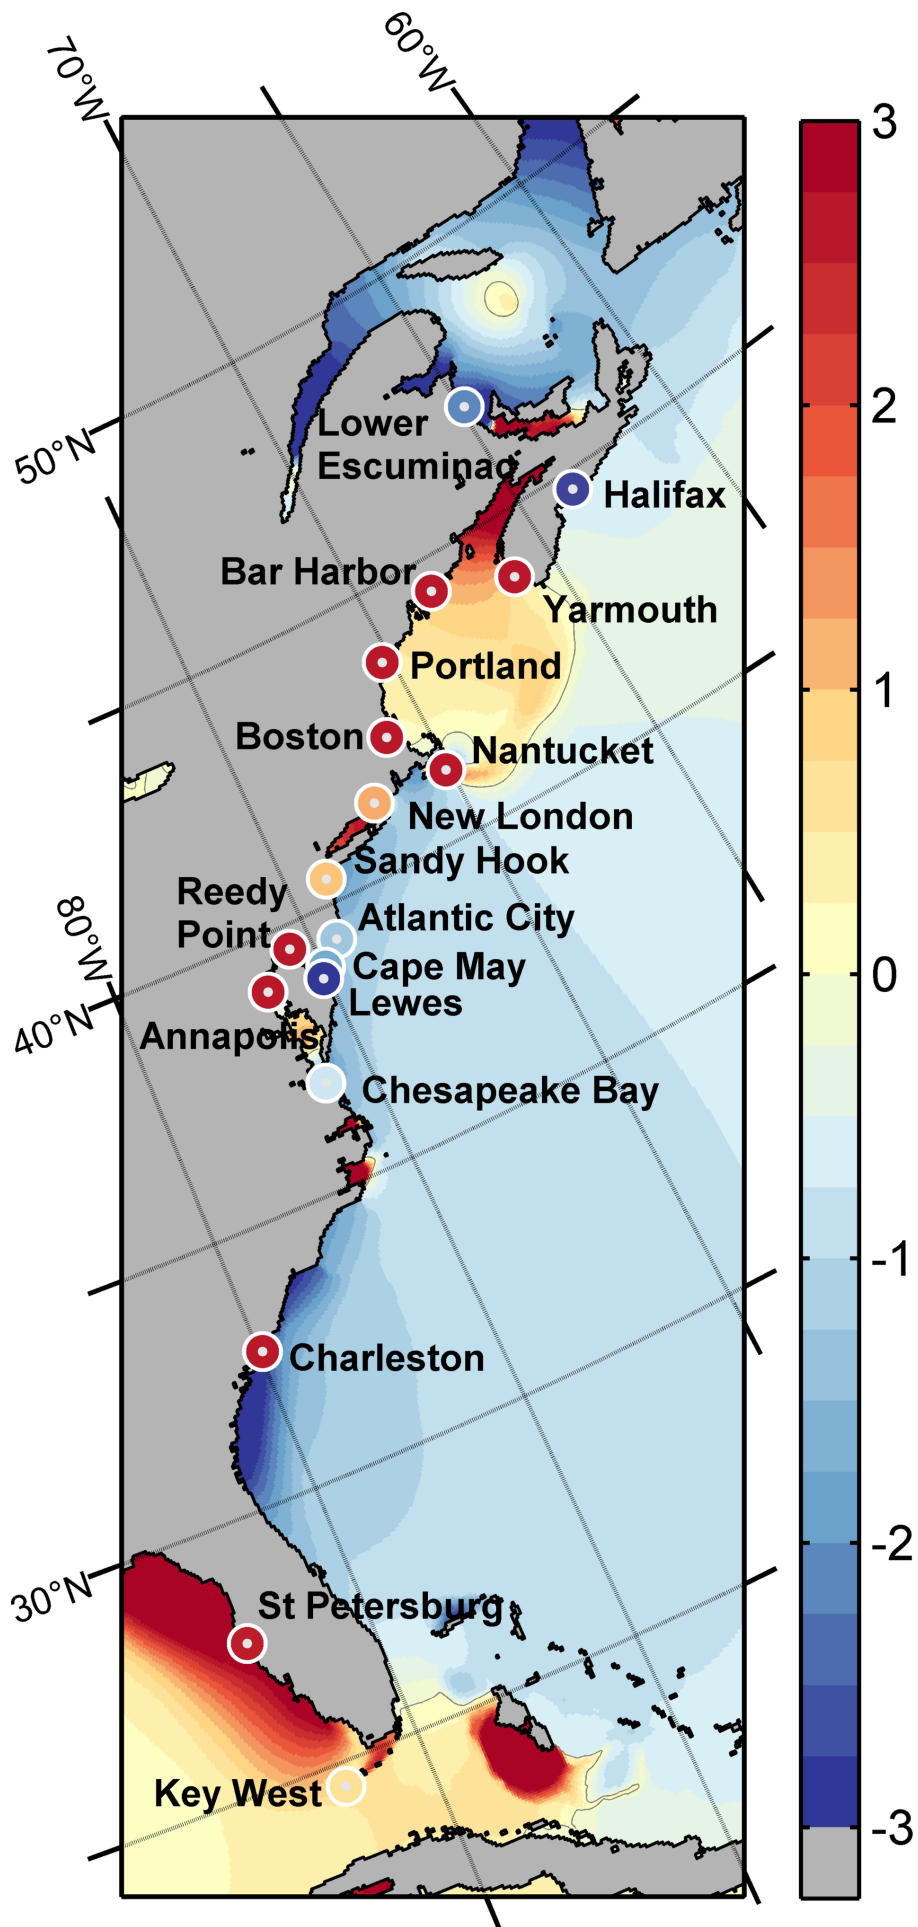 60°W
70°W
3
2
50°N
Lower
Escuminac
Halifax
Bar Harbor
Yarmouth
Portland
1
Boston
Nantucket
New London
Sandy Hook
Reedy
Point
Atlantic City
80°W
Cape May
0
Lewes
40°N
Annapolis
Chesapeake Bay
-1
Charleston
-2
30°N
St Petersburg
Key West
-3